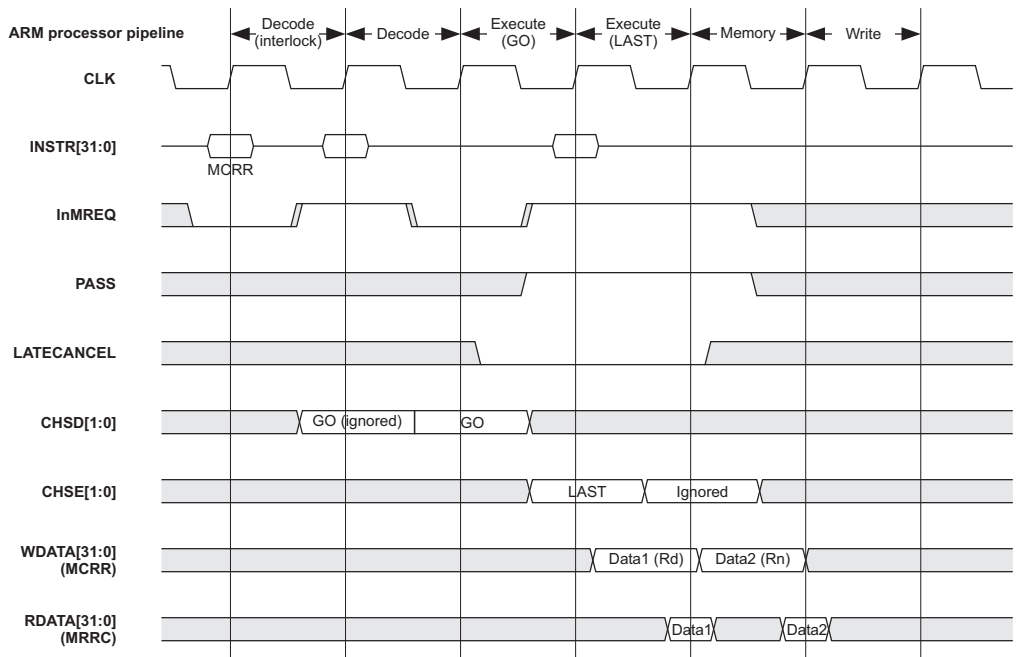 ARM processor pipeline
Decode
(interlock)
Decode
Execute
(GO)
Execute
(LAST)
Memory
Write
CLK
INSTR[31:0]
MCRR
InMREQ
PASS
LATECANCEL
CHSD[1:0]
GO (ignored)
GO
CHSE[1:0]
LAST
Ignored
WDATA[31:0]
(MCRR)
Data1 (Rd)
Data2 (Rn)
RDATA[31:0]
(MRRC)
Data1
Data2